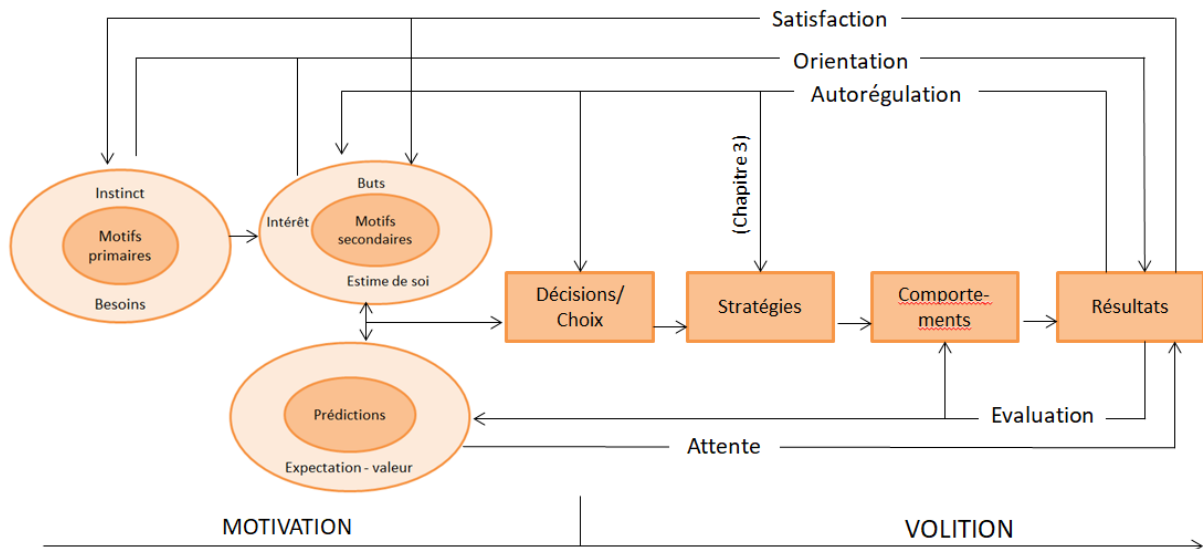 Satisfaction
Orientation
Autorégulation
(Chapitre 3)
Instinct
Motifs
primaires
Besoins
Buts
Intérêt
Motifs
secondaires
Estime de soi
Décisions/
Choix
Stratégies
Comporte-
ments
Résultats
Prédictions
Expectation - valeur
Evaluation
Attente
MOTIVATION
VOLITION